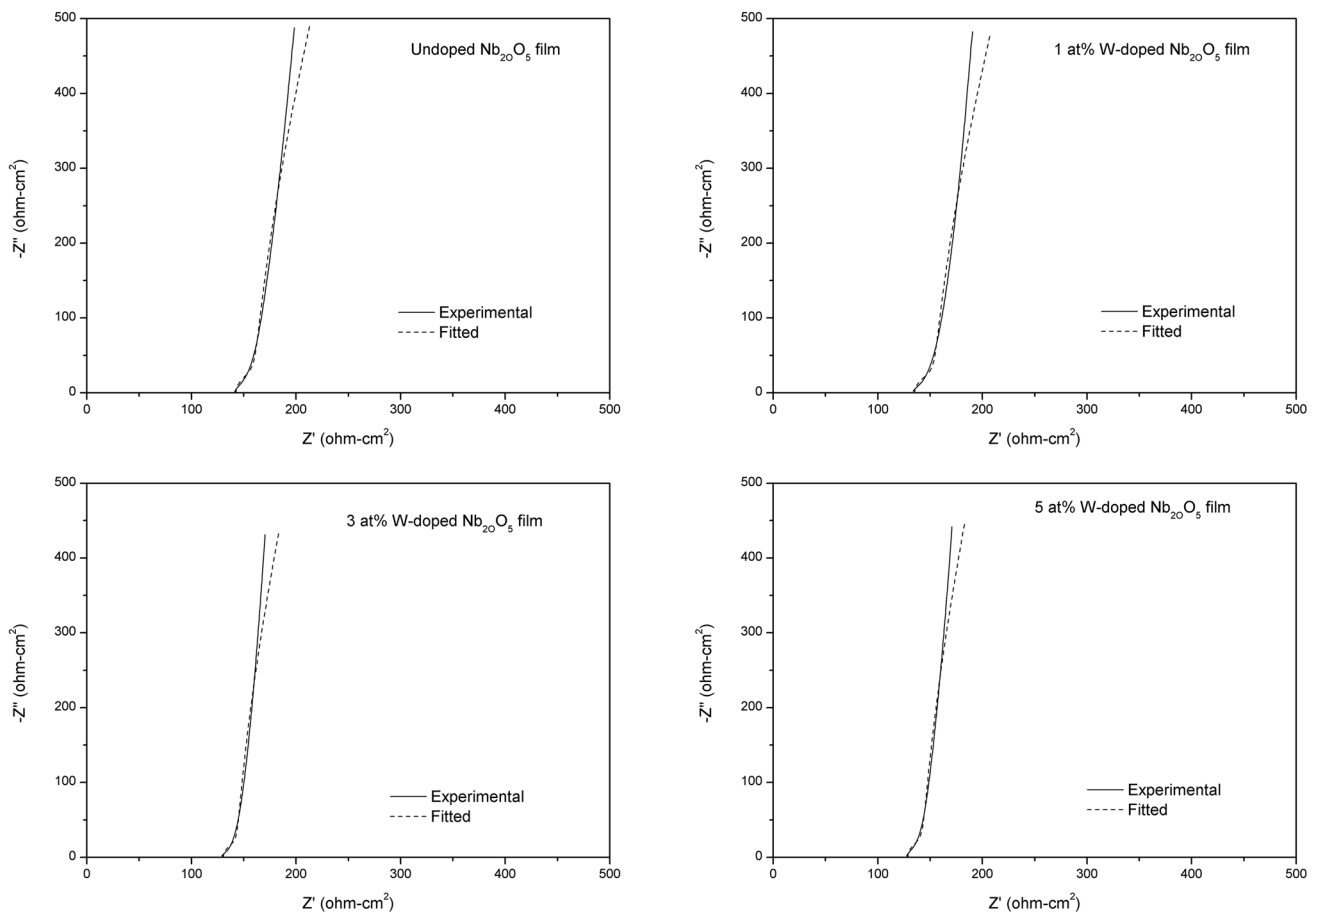 500
400
300
200
100
0
-Z'' (ohm-cm²)
Undoped Nb₂₀O₅ film
Experimental
Fitted
0 100 200 300 400 500
Z' (ohm-cm²)
500
400
300
200
100
0
-Z'' (ohm-cm²)
1 at% W-doped Nb₂₀O₅ film
Experimental
Fitted
0 100 200 300 400 500
Z' (ohm-cm²)
500
400
300
200
100
0
-Z'' (ohm-cm²)
3 at% W-doped Nb₂₀O₅ film
Experimental
Fitted
0 100 200 300 400 500
Z' (ohm-cm²)
500
400
300
200
100
0
-Z'' (ohm-cm²)
5 at% W-doped Nb₂₀O₅ film
Experimental
Fitted
0 100 200 300 400 500
Z' (ohm-cm²)